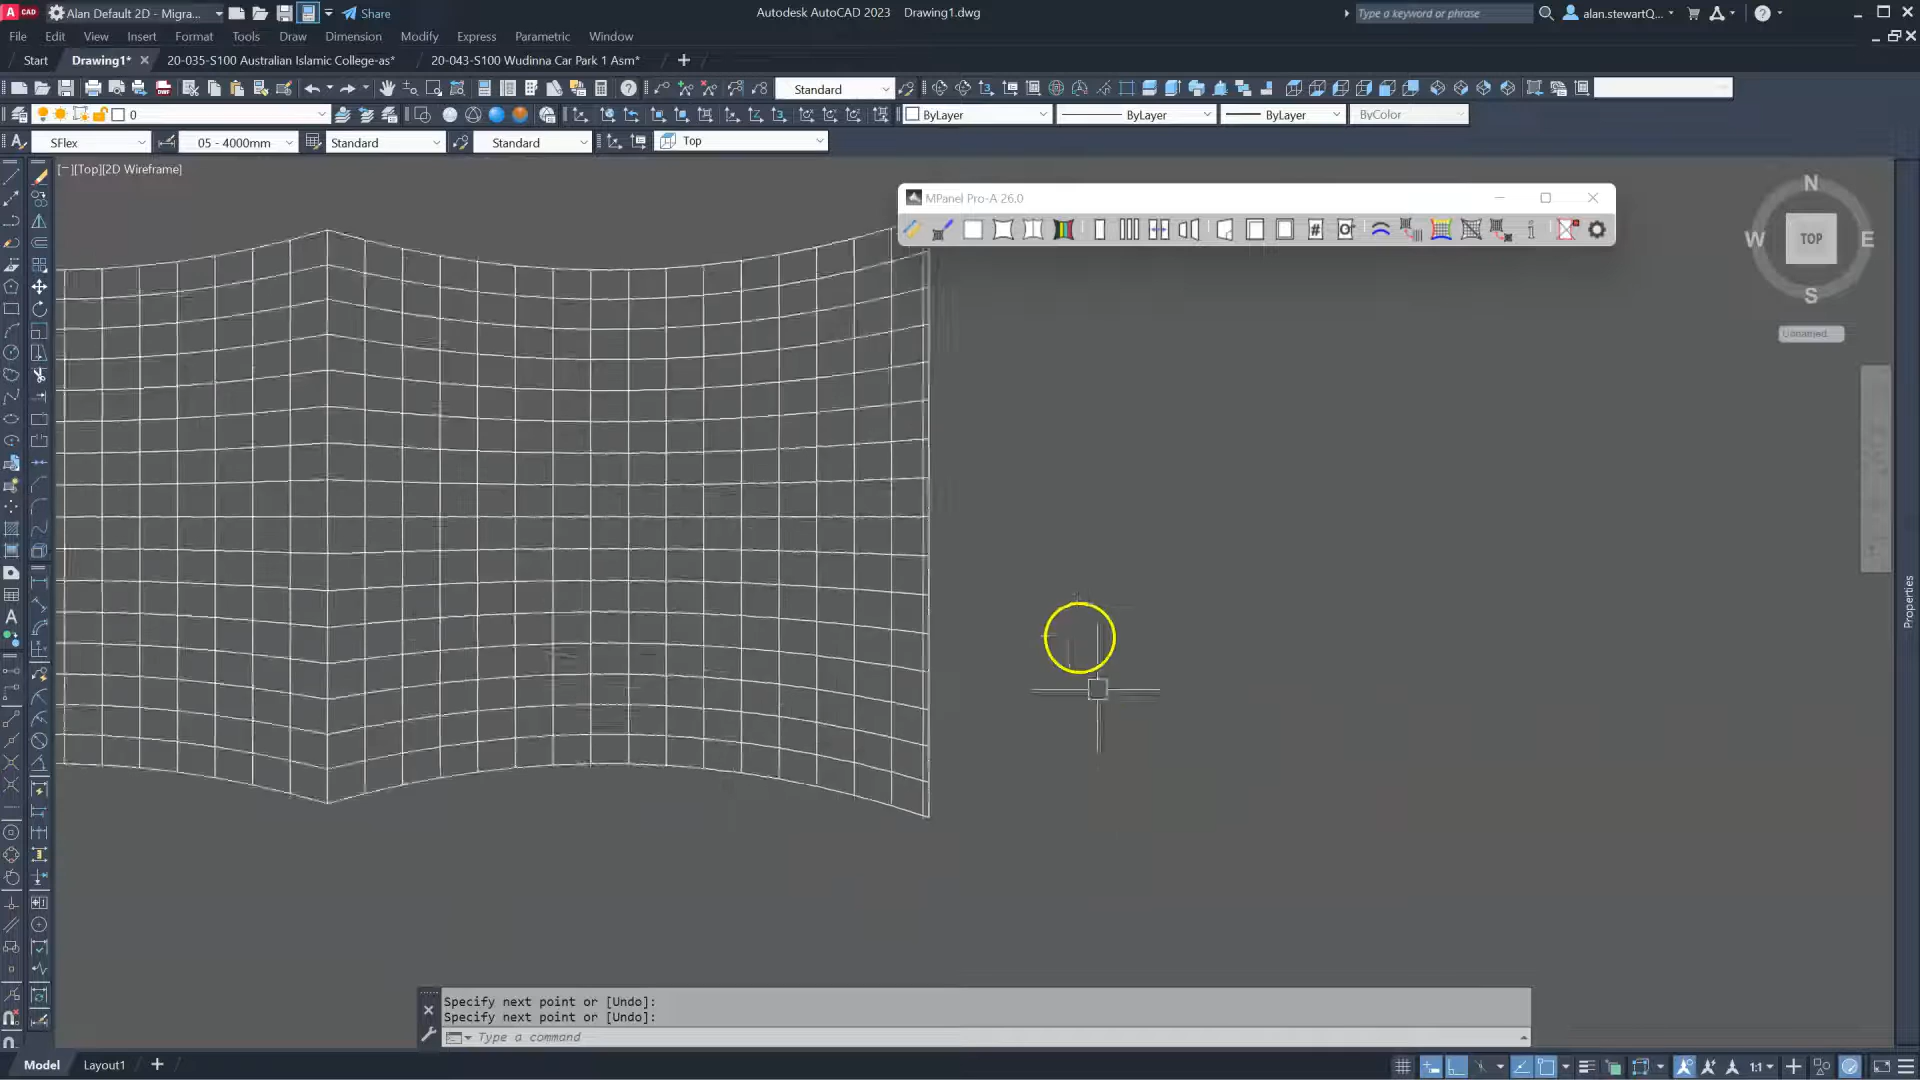 CAD
Alan Default 2D - Migra...
Share
Autodesk AutoCAD 2023 Drawing1.dwg
Type a keyword or phrase
alan.stewartQ...
File Edit View Insert Format Tools Draw Dimension Modify Express Parametric Window
Start Drawing1* 20-035-S100 Australian Islamic College-as* 20-043-S100 Wudinna Car Park 1 Asm*
Standard
0
ByLayer ByLayer ByLayer ByColor
SFlex 05 - 4000mm Standard Standard Top
[−][Top][2D Wireframe]
MPanel Pro-A 26.0
N
W TOP E
S
Unnamed
Properties
Specify next point or [Undo]:
Specify next point or [Undo]:
Type a command
Model Layout1
1:1